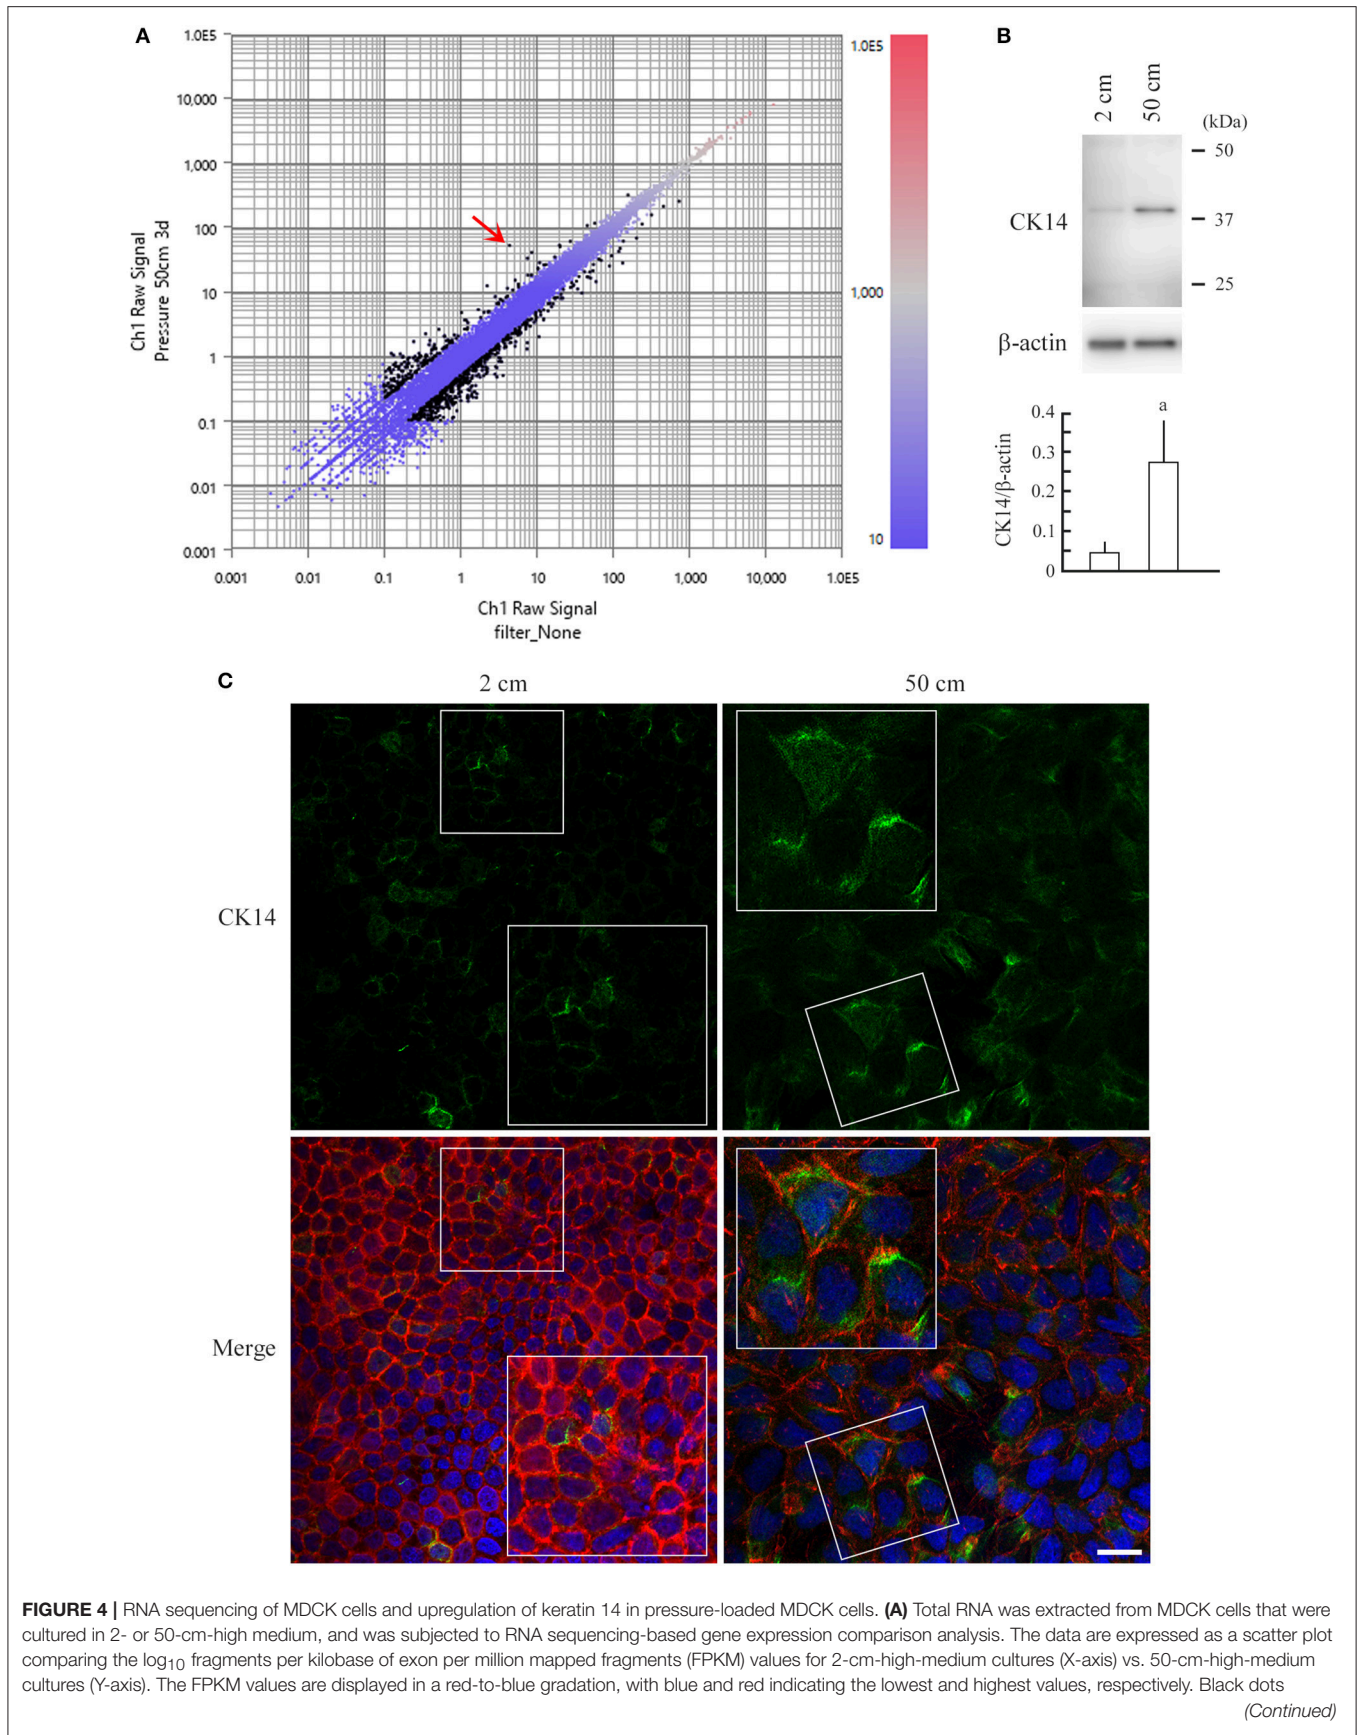 A
1.0E5
10,000
1,000
100
10
1
0.1
0.01
0.001
Ch1 Raw Signal
Pressure 50cm 3d
0.001 0.01 0.1 1 10 100 1,000 10,000 1.0E5
Ch1 Raw Signal
filter_None
1.0E5
1,000
10
B
2 cm 50 cm
(kDa)
50
CK14
37
25
β-actin
CK14/β-actin
0.4
0.3
0.2
0.1
0
a
C
2 cm 50 cm
CK14
Merge
FIGURE 4 | RNA sequencing of MDCK cells and upregulation of keratin 14 in pressure-loaded MDCK cells. (A) Total RNA was extracted from MDCK cells that were
cultured in 2- or 50-cm-high medium, and was subjected to RNA sequencing-based gene expression comparison analysis. The data are expressed as a scatter plot
comparing the log10 fragments per kilobase of exon per million mapped fragments (FPKM) values for 2-cm-high-medium cultures (X-axis) vs. 50-cm-high-medium
cultures (Y-axis). The FPKM values are displayed in a red-to-blue gradation, with blue and red indicating the lowest and highest values, respectively. Black dots
(Continued)